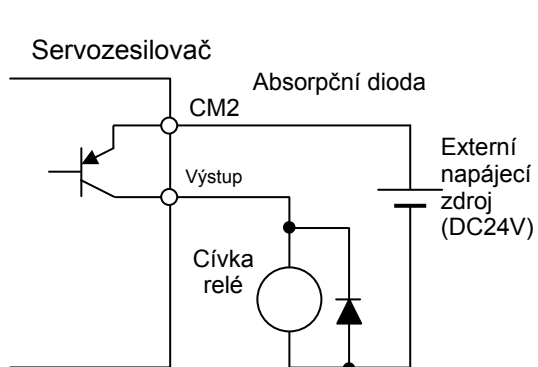 Servozesilovač
Absorpční dioda
CM2
Externí
napájecí
zdroj
(DC24V)
Výstup
Cívka
relé